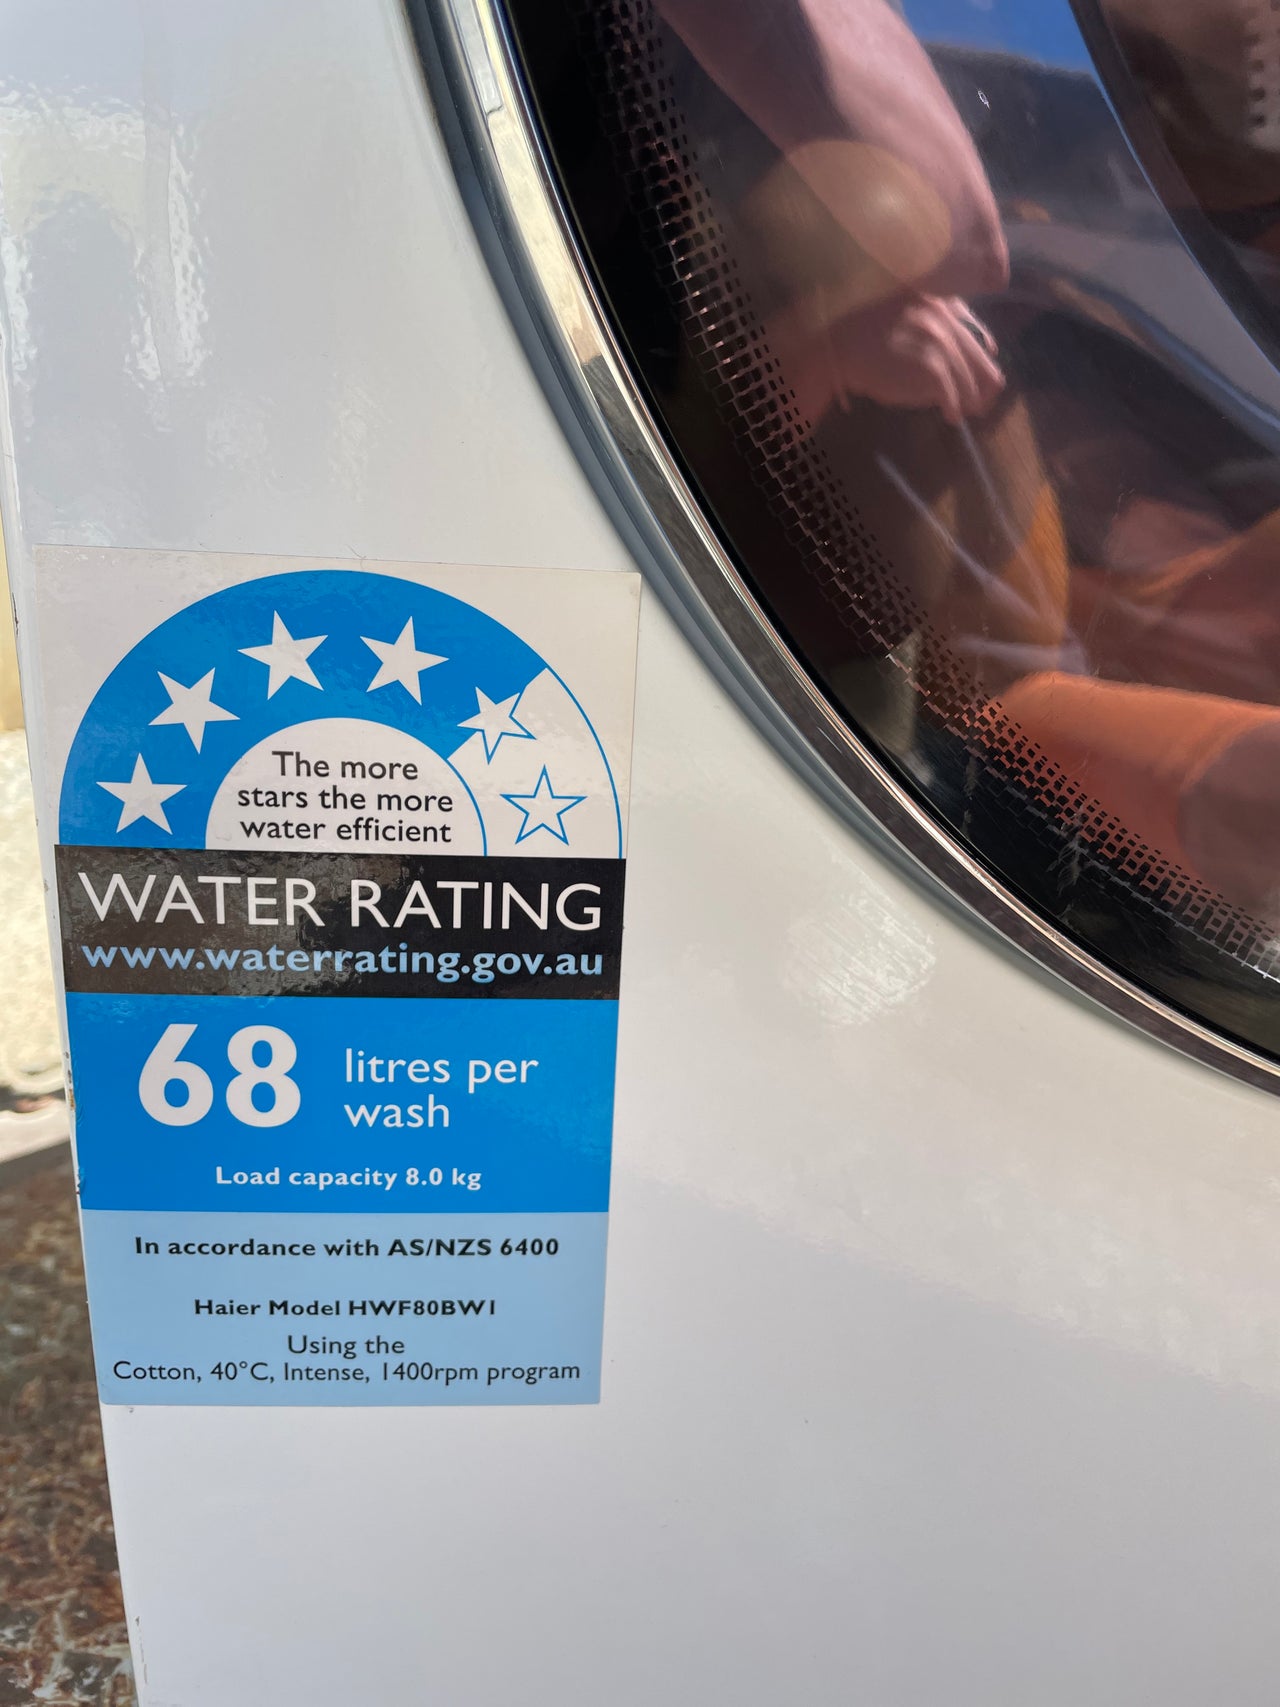 The more
stars the more
water efficient
WATER RATING
www.waterrating.gov.au
68 litres per
wash
Load capacity 8.0 kg
In accordance with AS/NZS 6400
Haier Model HWF80BW1
Using the
Cotton, 40°C, Intense, 1400rpm program